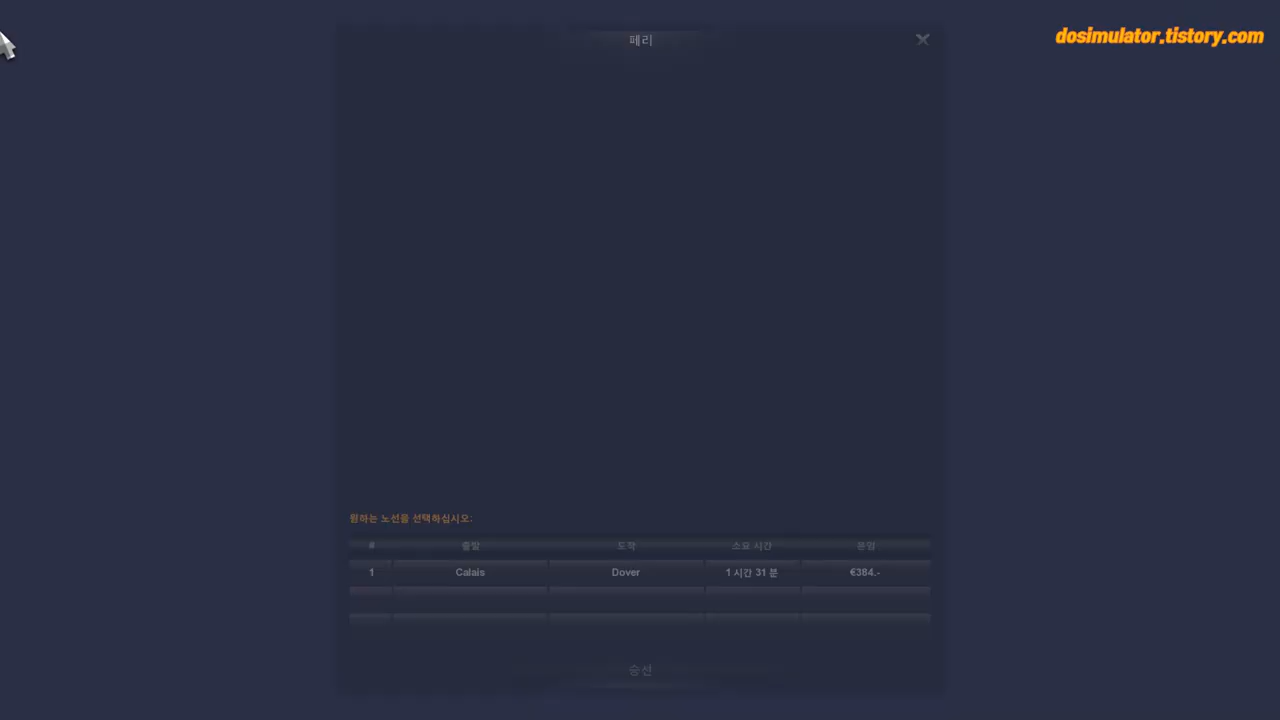 페리
dosimulator.tistory.com
원하는 노선을 선택하십시오:
# 출발 도착 소요 시간 운임
1 Calais Dover 1 시간 31 분 €384.-
승선